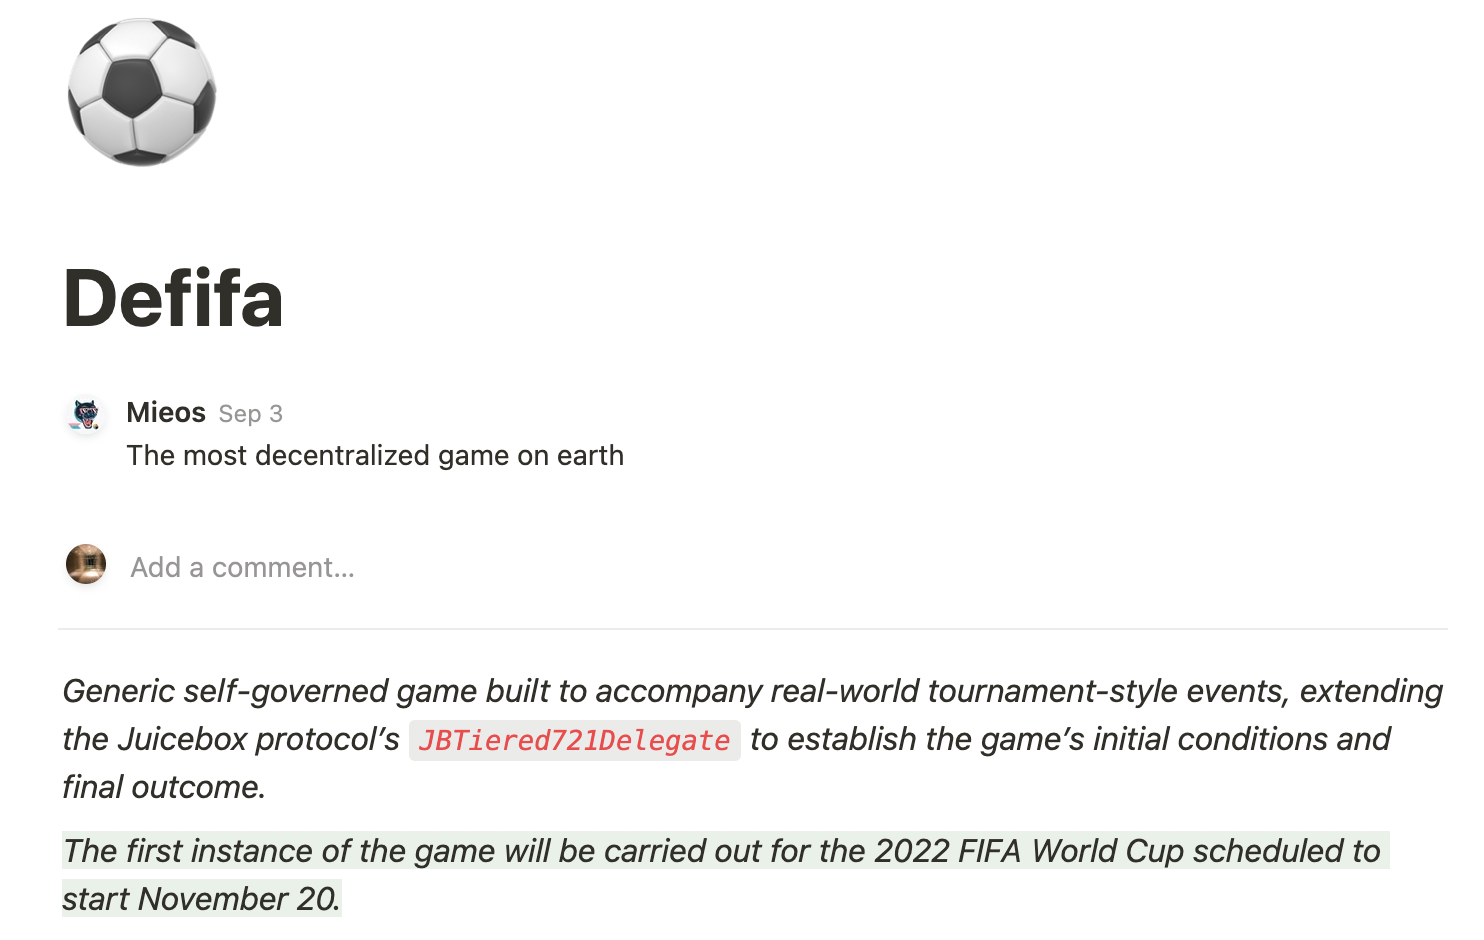 Defifa
Mieos Sep 3
The most decentralized game on earth
Add a comment...
Generic self-governed game built to accompany real-world tournament-style events, extending
the Juicebox protocol’s JBTiered721Delegate to establish the game’s initial conditions and
final outcome.
The first instance of the game will be carried out for the 2022 FIFA World Cup scheduled to
start November 20.